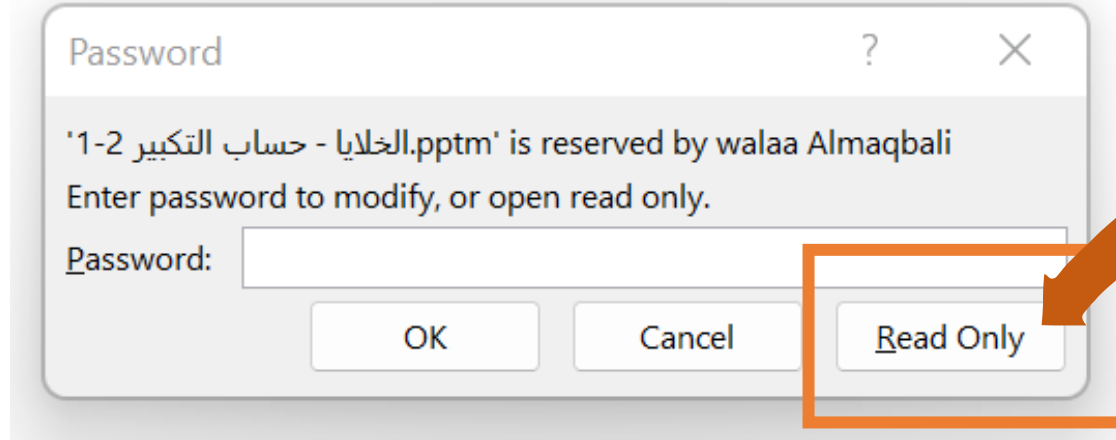 Password
'1-2 الخلايا - حساب التكبير.pptm' is reserved by walaa Almaqbali
Enter password to modify, or open read only.
Password:
OK
Cancel
Read Only